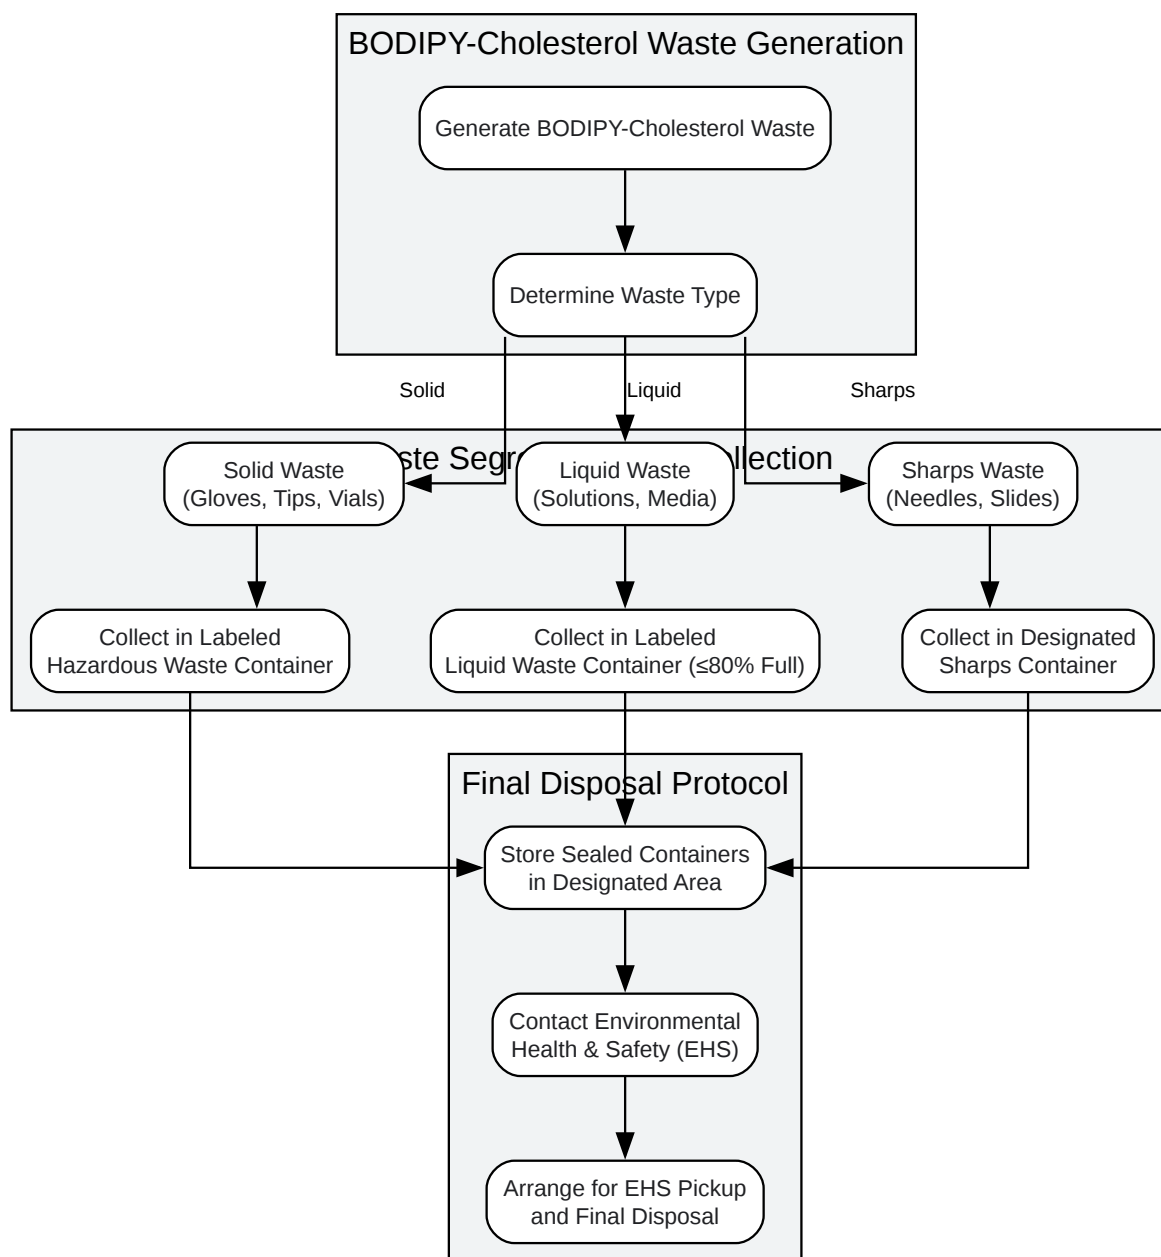 BODIPY-Cholesterol Waste Generation
Generate BODIPY-Cholesterol Waste
Determine Waste Type
Solid
Liquid
Sharps
Solid Waste
(Gloves, Tips, Vials)
Liquid Waste
(Solutions, Media)
Sharps Waste
(Needles, Slides)
Collect in Labeled
Hazardous Waste Container
Collect in Labeled
Liquid Waste Container (≤80% Full)
Collect in Designated
Sharps Container
Final Disposal Protocol
Store Sealed Containers
in Designated Area
Contact Environmental
Health & Safety (EHS)
Arrange for EHS Pickup
and Final Disposal